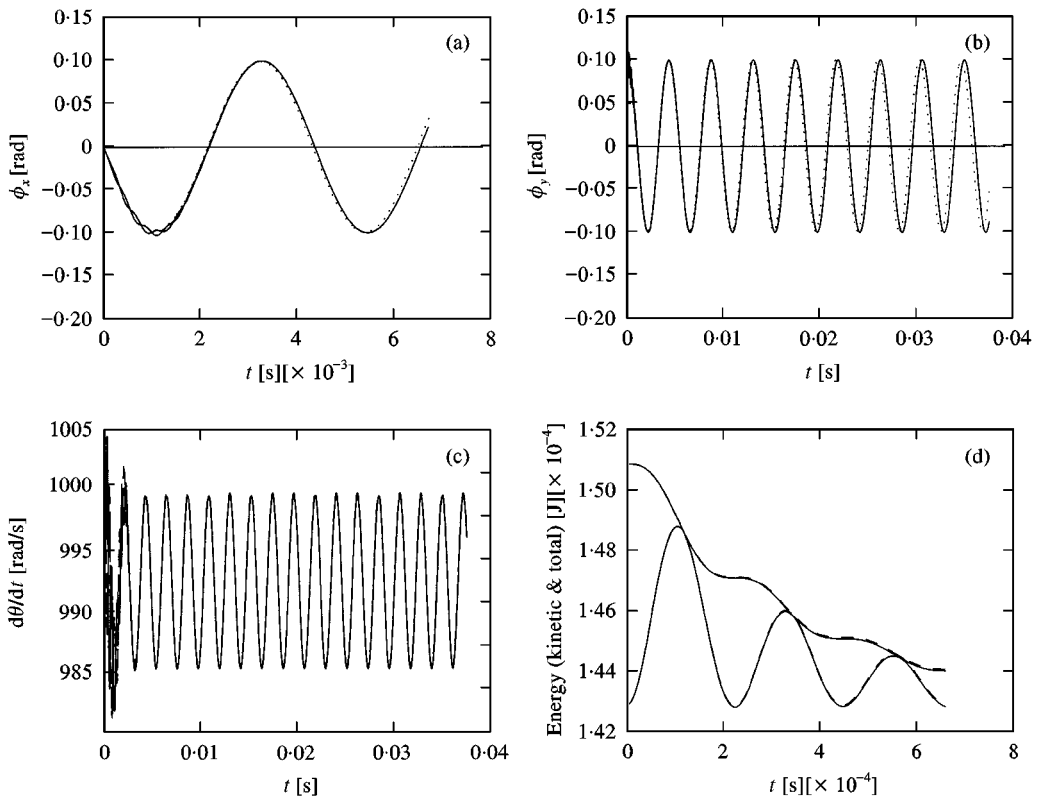 (a)
0·15
0·10
0·05
0
−0·05
−0·10
−0·15
−0·20
ϕx [rad]
0 2 4 6 8
t [s][× 10−3]
(b)
0·15
0·10
0·05
0
−0·05
−0·10
−0·15
−0·20
ϕy [rad]
0 0·01 0·02 0·03 0·04
t [s]
(c)
1005
1000
995
990
985
dθ/dt [rad/s]
0 0·01 0·02 0·03 0·04
t [s]
(d)
1·52
1·50
1·48
1·46
1·44
1·42
Energy (kinetic & total) [J][× 10−4]
0 2 4 6 8
t [s][× 10−4]